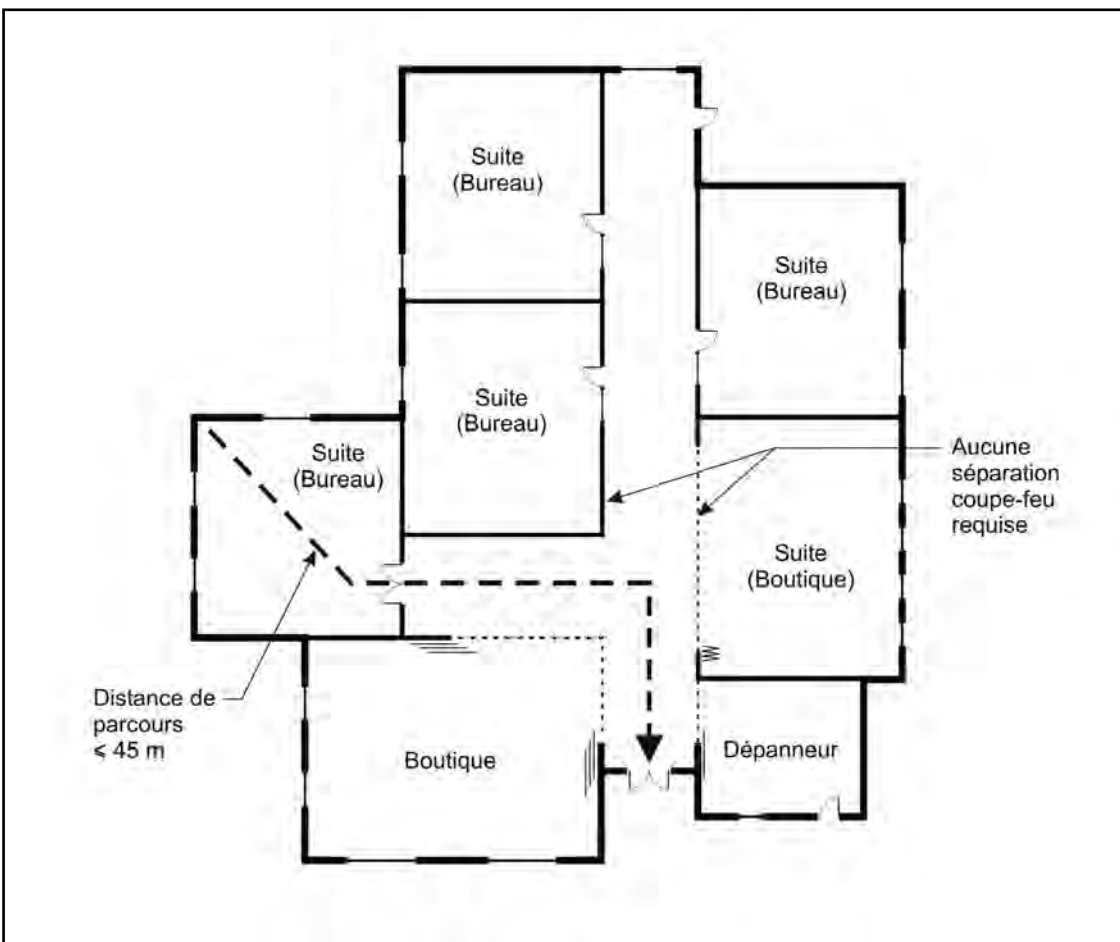 Suite
(Bureau)
Suite
(Bureau)
Suite
(Bureau)
Suite
(Bureau)
Aucune
séparation
coupe-feu
requise
Suite
(Boutique)
Distance de
parcours
⩽ 45 m
Boutique
Dépanneur